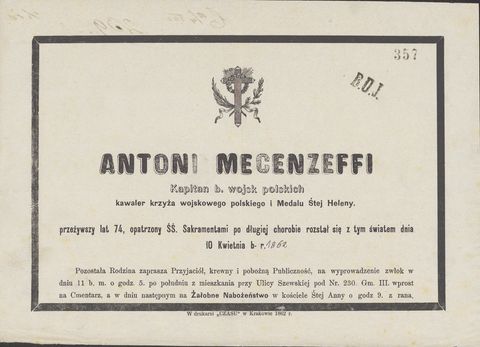 357
B.D.J.
ANTONI MECENZEFFI
Kapitan b. wojsk polskich
kawaler krzyża wojskowego polskiego i Medalu Śtej Heleny.
przeżywszy lat 74, opatrzony ŚŚ. Sakramentami po długiej chorobie rozstał się z tym światem dnia
10 Kwietnia b· r. 1862
Pozostała Rodzina zaprasza Przyjaciół, krewny i pobożną Publiczność, na wyprowadzenie zwłok w
dniu 11 b. m. o godz. 5. po południu z mieszkania przy Ulicy Szewskiej pod Nr. 230. Gm. III. wprost
na Cmentarz, a w dniu następnym na Żałobne Nabożeństwo w kościele Śtej Anny o godz 9. z rana,
W drukarni „CZASU" w Krakowie 1862 r.